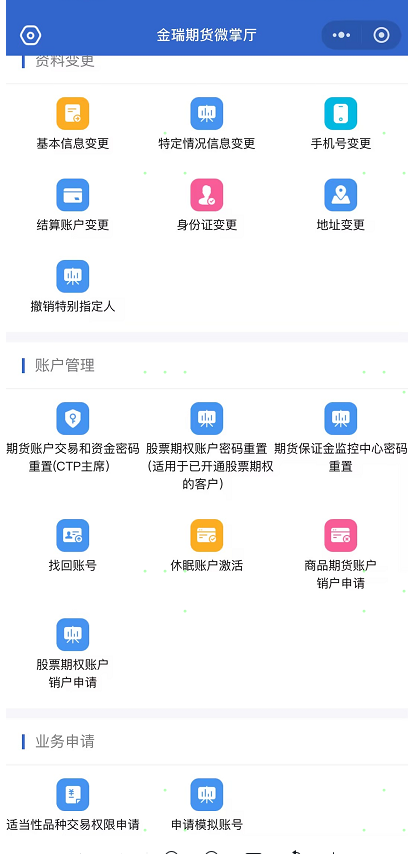 金瑞期货微掌厅
资料变更
基本信息变更
特定情况信息变更
手机号变更
结算账户变更
身份证变更
地址变更
撤销特别指定人
账户管理
期货账户交易和资金密码
重置(CTP主席)
股票期权账户密码重置
（适用于已开通股票期权
的客户）
期货保证金监控中心密码
重置
找回账号
休眠账户激活
商品期货账户
销户申请
股票期权账户
销户申请
业务申请
适当性品种交易权限申请
申请模拟账号